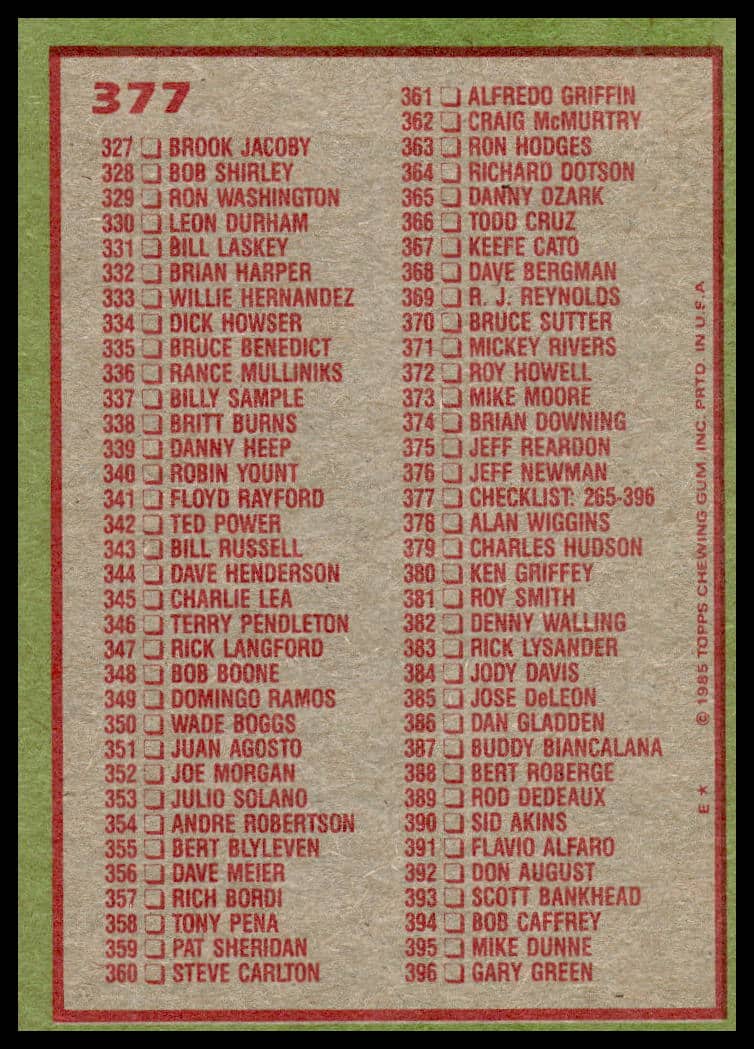 377
327 BROOK JACOBY
328 BOB SHIRLEY
329 RON WASHINGTON
330 LEON DURHAM
331 BILL LASKEY
332 BRIAN HARPER
333 WILLIE HERNANDEZ
334 DICK HOWSER
335 BRUCE BENEDICT
336 RANCE MULLINIKS
337 BILLY SAMPLE
338 BRITT BURNS
339 DANNY HEEP
340 ROBIN YOUNT
341 FLOYD RAYFORD
342 TED POWER
343 BILL RUSSELL
344 DAVE HENDERSON
345 CHARLIE LEA
346 TERRY PENDLETON
347 RICK LANGFORD
348 BOB BOONE
349 DOMINGO RAMOS
350 WADE BOGGS
351 JUAN AGOSTO
352 JOE MORGAN
353 JULIO SOLANO
354 ANDRE ROBERTSON
355 BERT BLYLEVEN
356 DAVE MEIER
357 RICH BORDI
358 TONY PENA
359 PAT SHERIDAN
360 STEVE CARLTON
361 ALFREDO GRIFFIN
362 CRAIG McMURTRY
363 RON HODGES
364 RICHARD DOTSON
365 DANNY OZARK
366 TODD CRUZ
367 KEEFE CATO
368 DAVE BERGMAN
369 R. J. REYNOLDS
370 BRUCE SUTTER
371 MICKEY RIVERS
372 ROY HOWELL
373 MIKE MOORE
374 BRIAN DOWNING
375 JEFF REARDON
376 JEFF NEWMAN
377 CHECKLIST: 265-396
378 ALAN WIGGINS
379 CHARLES HUDSON
380 KEN GRIFFEY
381 ROY SMITH
382 DENNY WALLING
383 RICK LYSANDER
384 JODY DAVIS
385 JOSE DeLEON
386 DAN GLADDEN
387 BUDDY BIANCALANA
388 BERT ROBERGE
389 ROD DEDEAUX
390 SID AKINS
391 FLAVIO ALFARO
392 DON AUGUST
393 SCOTT BANKHEAD
394 BOB CAFFREY
395 MIKE DUNNE
396 GARY GREEN
E * © 1985 TOPPS CHEWING GUM, INC. PRTD. IN U.S.A